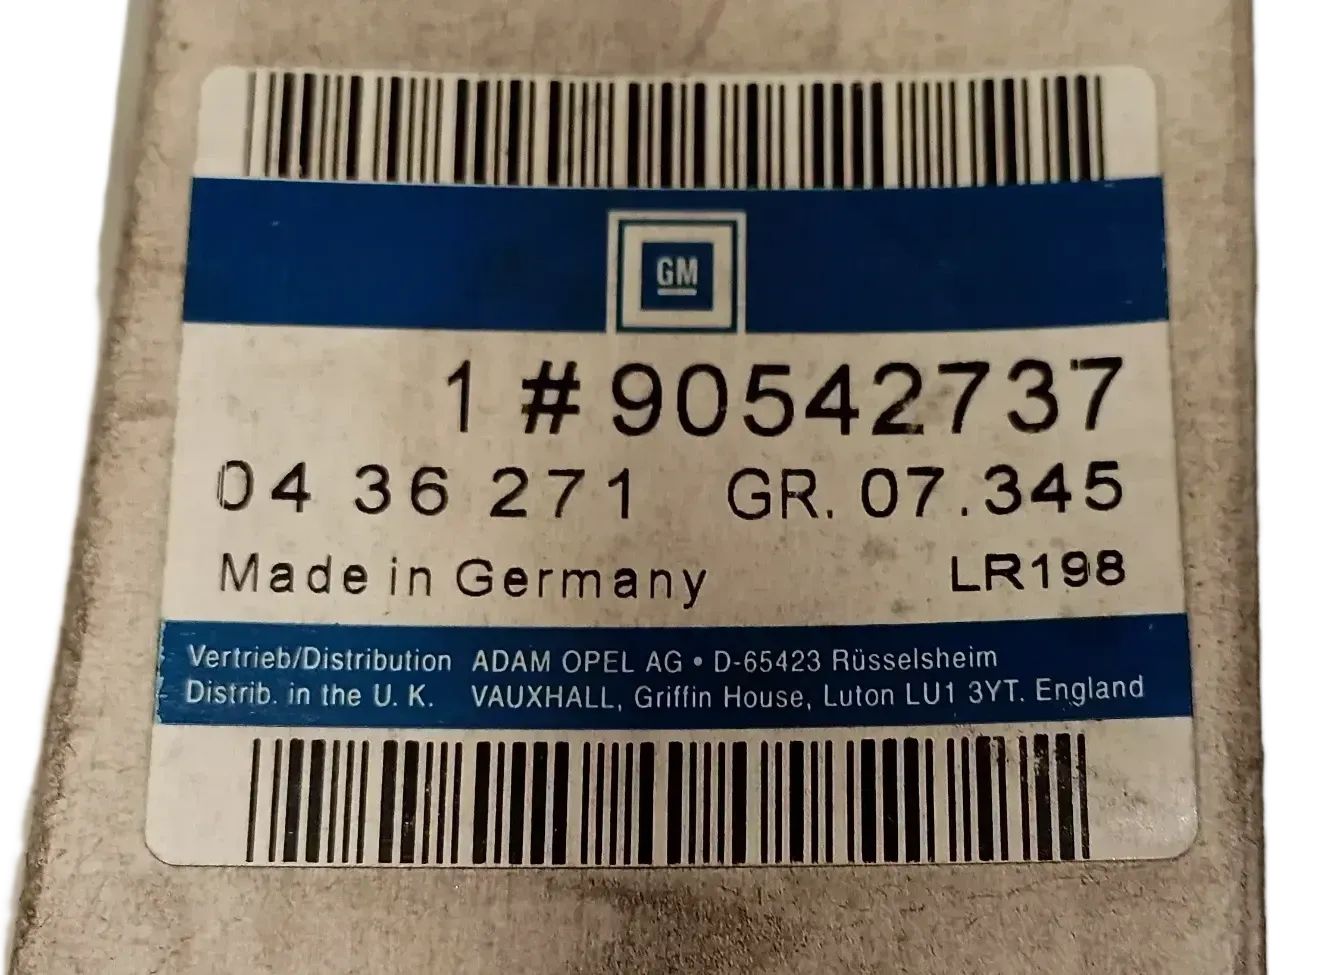 GM
1 # 90542737
04 36 271 GR. 07.345
Made in Germany LR198
Vertrieb/Distribution ADAM OPEL AG • D-65423 Rüsselsheim
Distrib. in the U. K. VAUXHALL, Griffin House, Luton LU1 3YT. England